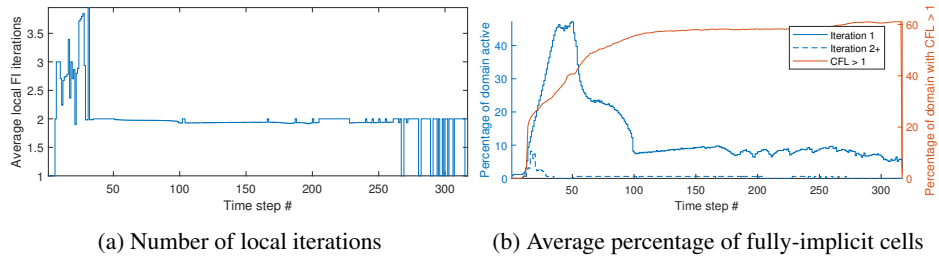 Average local FI iterations
3.5
3
2.5
2
1.5
1
50 100 150 200 250 300
Time step #
(a) Number of local iterations
Percentage of domain active
40
30
20
10
0
50 100 150 200 250 300
Time step #
Iteration 1
Iteration 2+
CFL > 1
60
40
20
0
Percentage of domain with CFL > 1
(b) Average percentage of fully-implicit cells